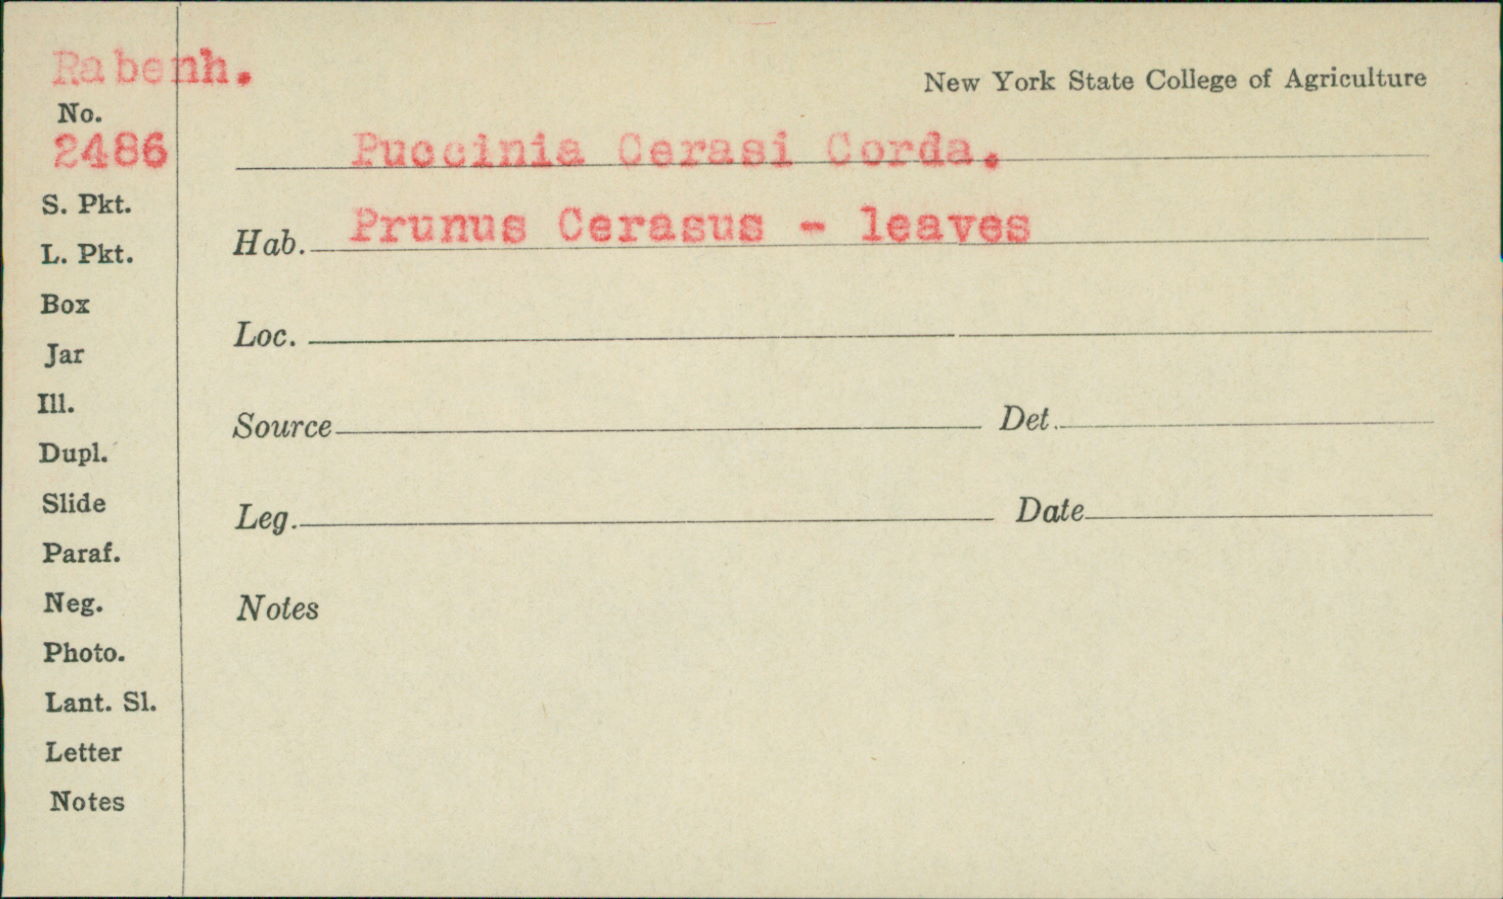 Rabenh.
New York State College of Agriculture
No.
2486
Puccinia Cerasi Corda.
S. Pkt.
Hab. Prunus Cerasus - leaves
L. Pkt.
Box
Loc.
Jar
Ill.
Source Det.
Dupl.
Slide
Leg. Date
Paraf.
Neg.
Notes
Photo.
Lant. Sl.
Letter
Notes